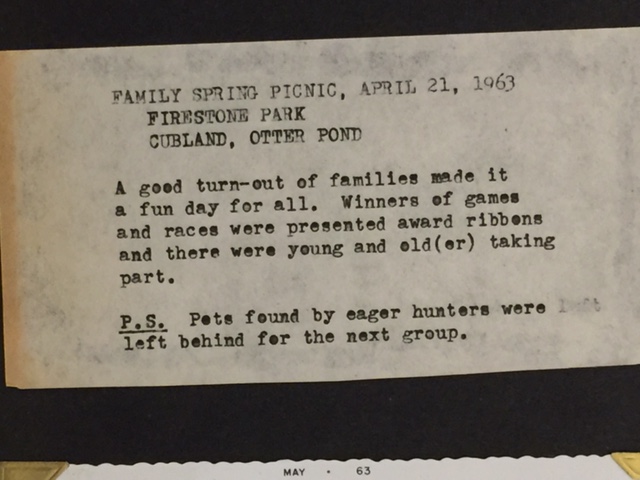 FAMILY SPRING PICNIC, APRIL 21, 1963
FIRESTONE PARK
CUBLAND, OTTER POND
A good turn-out of families made it
a fun day for all. Winners of games
and races were presented award ribbons
and there were young and old(er) taking
part.
P.S. Pets found by eager hunters were left
left behind for the next group.
MAY • 63